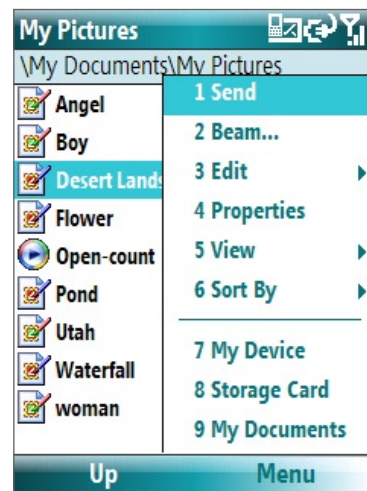 My Pictures
\My Documents\My Pictures
Angel
Boy
Desert Lands
Flower
Open-count
Pond
Utah
Waterfall
woman
1 Send
2 Beam...
3 Edit
4 Properties
5 View
6 Sort By
7 My Device
8 Storage Card
9 My Documents
Up
Menu